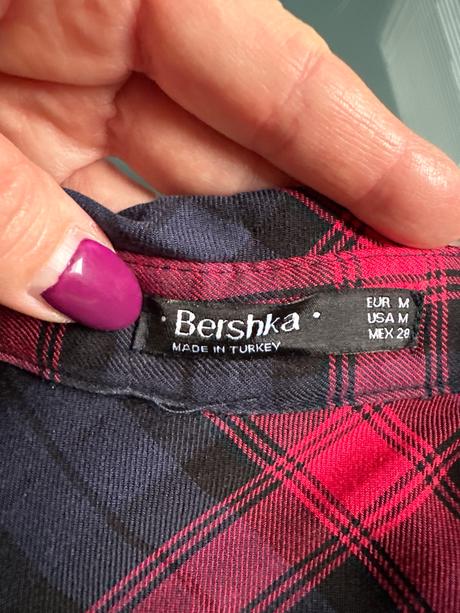 Bershka
MADE IN TURKEY
EUR M
USA M
MEX 28